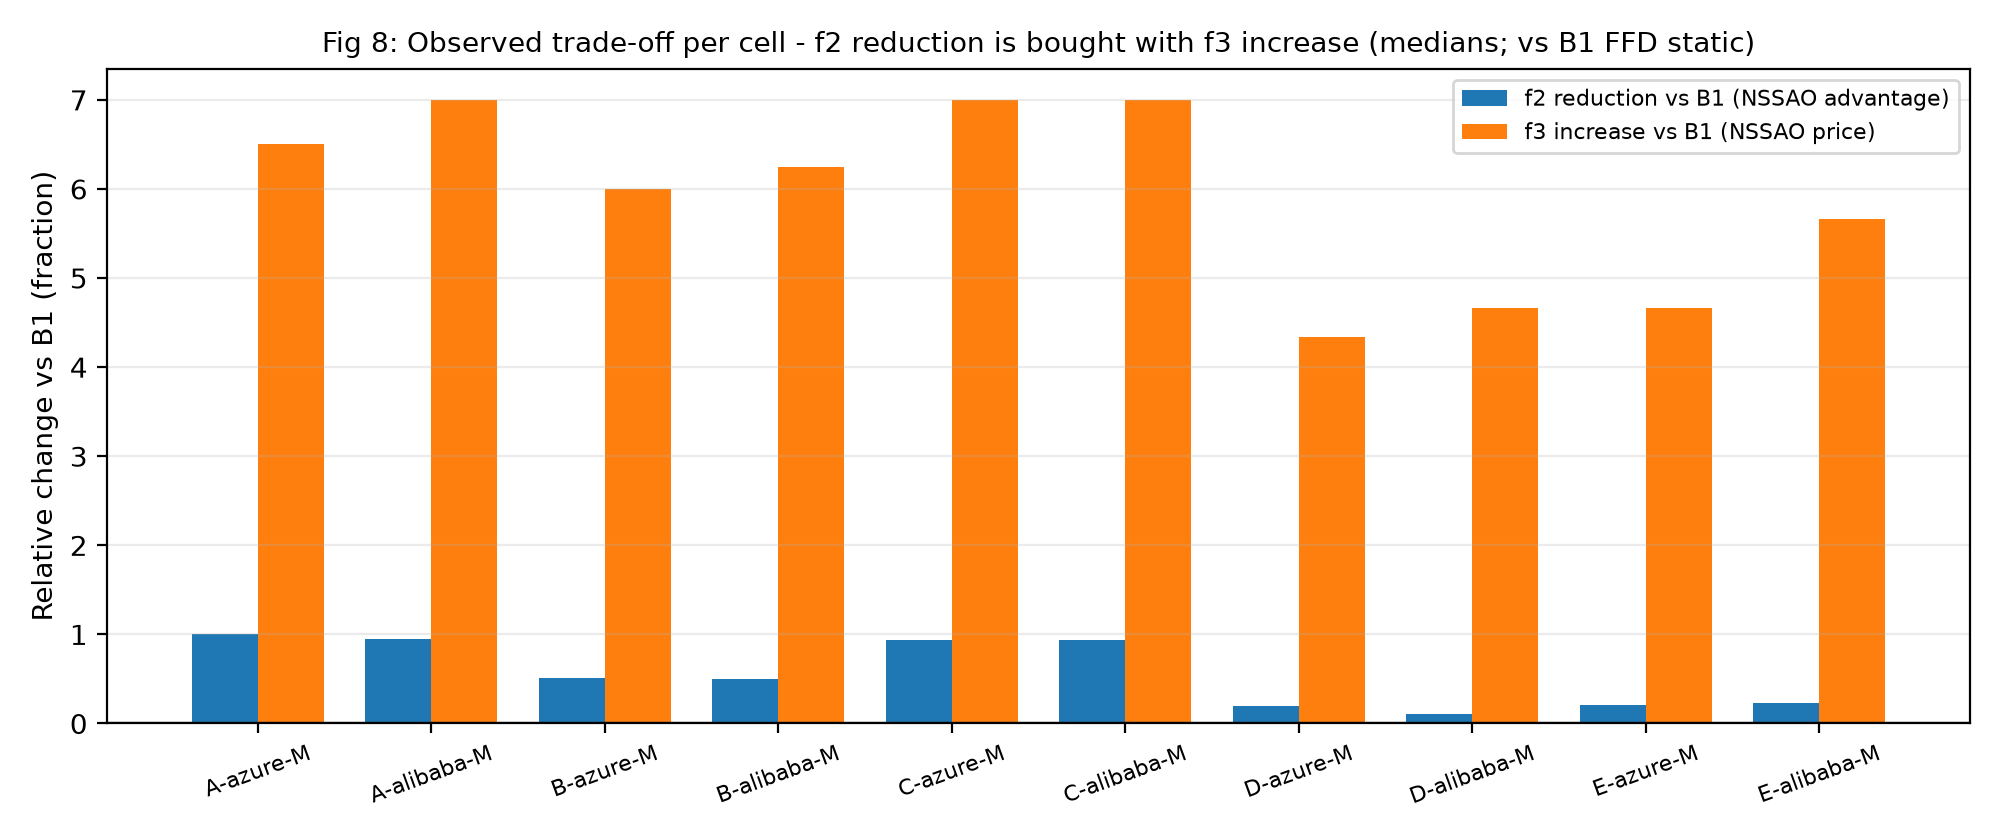 Fig 8: Observed trade-off per cell - f2 reduction is bought with f3 increase (medians; vs B1 FFD static)
f2 reduction vs B1 (NSSAO advantage)
f3 increase vs B1 (NSSAO price)
Relative change vs B1 (fraction)
7
6
5
4
3
2
1
0
A-azure-M
A-alibaba-M
B-azure-M
B-alibaba-M
C-azure-M
C-alibaba-M
D-azure-M
D-alibaba-M
E-azure-M
E-alibaba-M